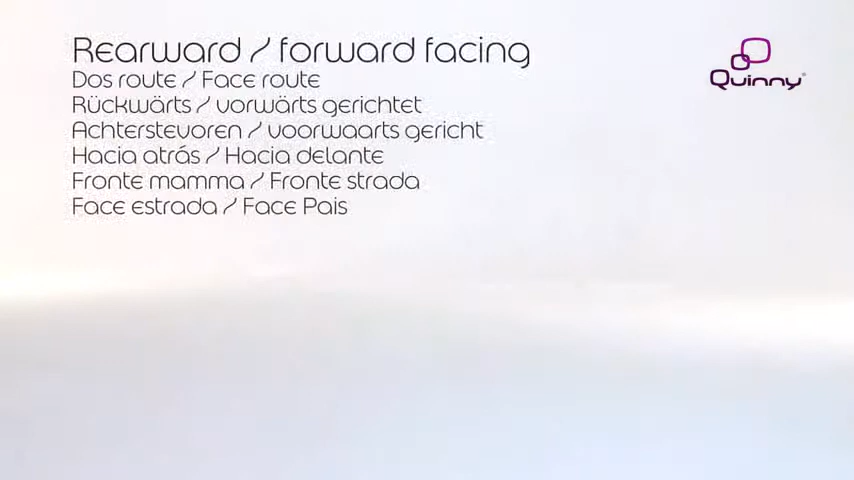 Rearward / forward facing
Dos route / Face route
Rückwärts / vorwärts gerichtet
Achterstevoren / voorwaarts gericht
Hacia atrás / Hacia delante
Fronte mamma / Fronte strada
Face estrada / Face Pais
Quinny